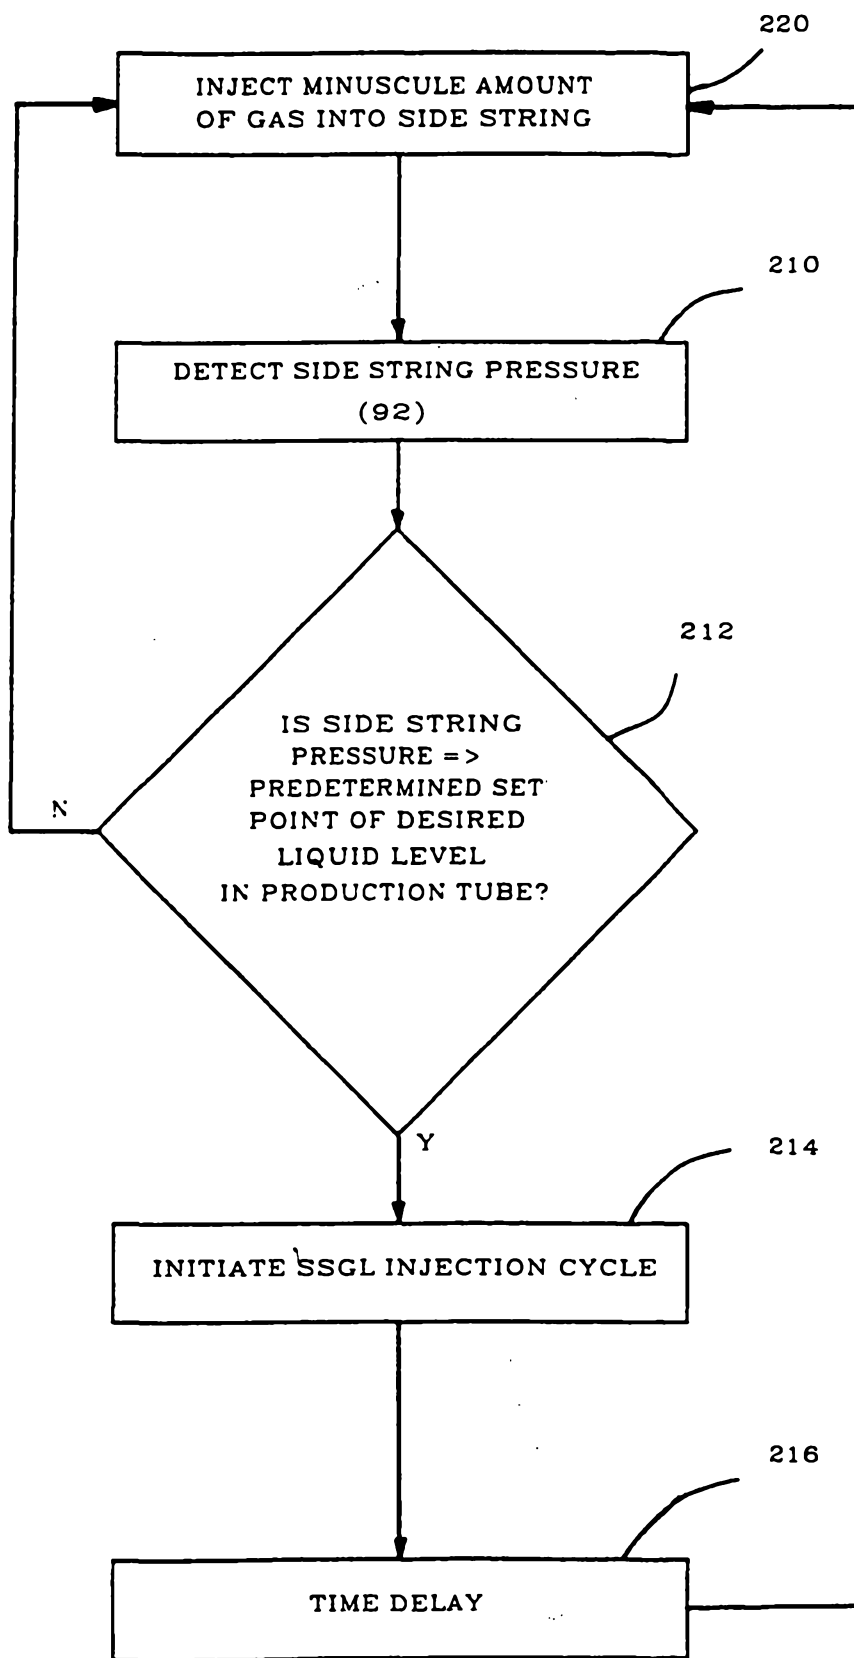 220
INJECT MINUSCULE AMOUNT
OF GAS INTO SIDE STRING
210
DETECT SIDE STRING PRESSURE
(92)
212
IS SIDE STRING
PRESSURE =>
PREDETERMINED SET
POINT OF DESIRED
LIQUID LEVEL
IN PRODUCTION TUBE?
N
Y
214
INITIATE SSGL INJECTION CYCLE
216
TIME DELAY